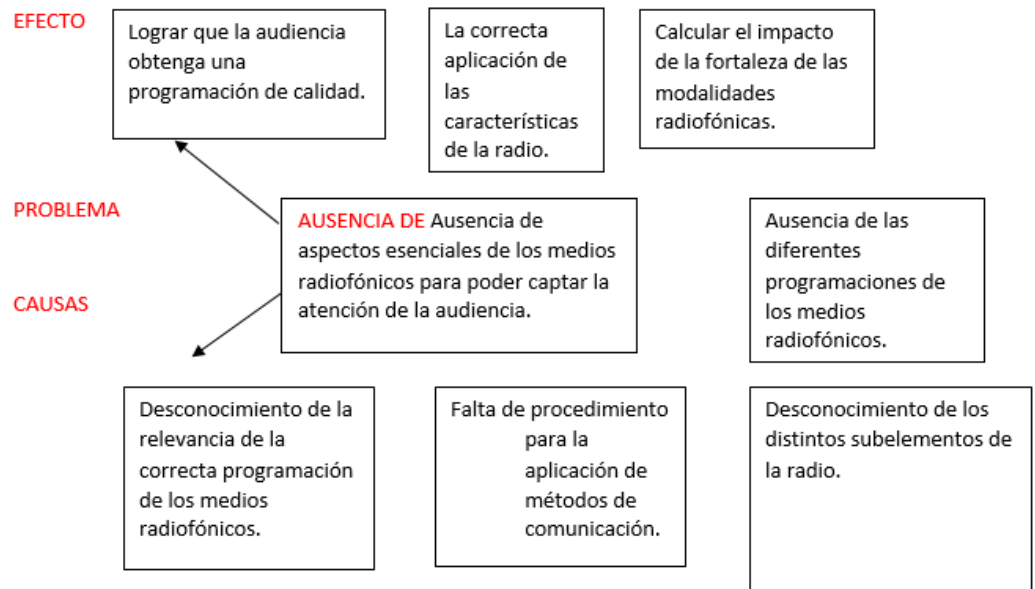 EFECTO
Lograr que la audiencia
obtenga una
programación de calidad.
La correcta
aplicación de
las
características
de la radio.
Calcular el impacto
de la fortaleza de las
modalidades
radiofónicas.
PROBLEMA
AUSENCIA DE Ausencia de
aspectos esenciales de los medios
radiofónicos para poder captar la
atención de la audiencia.
Ausencia de las
diferentes
programaciones de
los medios
radiofónicos.
CAUSAS
Desconocimiento de la
relevancia de la
correcta programación
de los medios
radiofónicos.
Falta de procedimiento
para la
aplicación de
métodos de
comunicación.
Desconocimiento de los
distintos subelementos de
la radio.